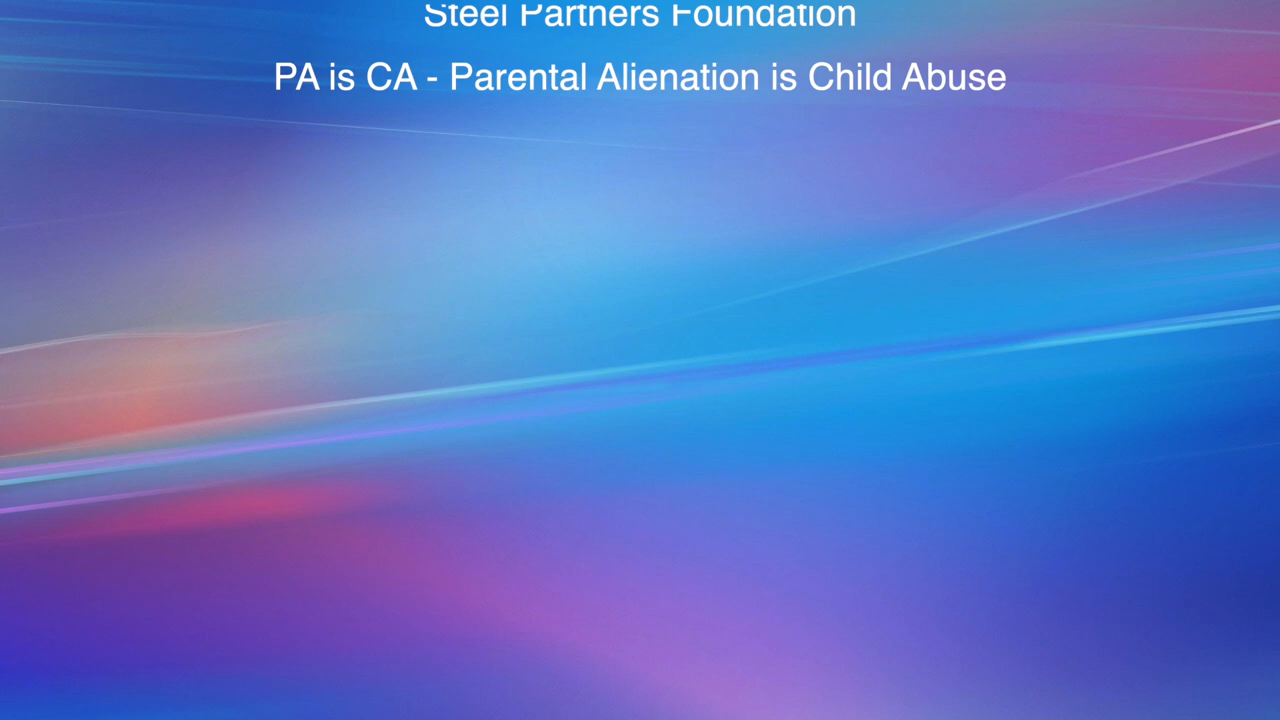 Steel Partners Foundation
PA is CA - Parental Alienation is Child Abuse